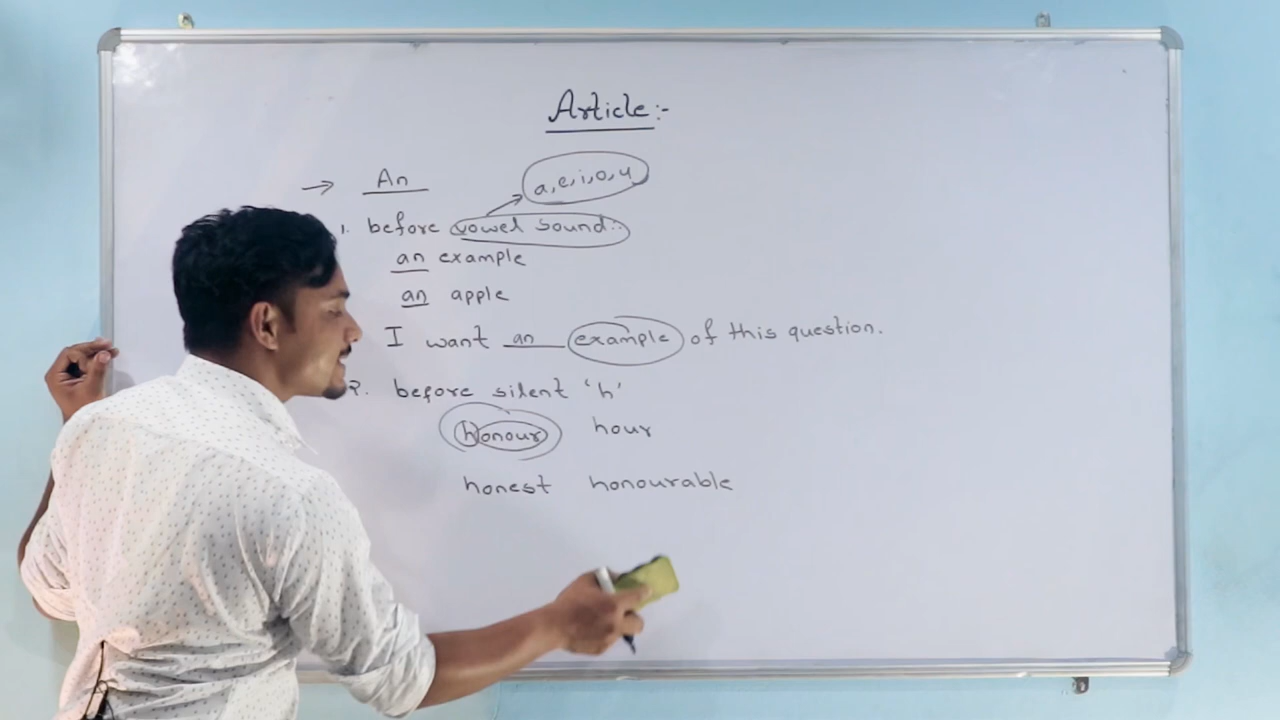 Article:-
→ An
a,e,i,o,u
1. before vowel sound:-
an example
an apple
I want an example of this question.
2. before silent 'h'
honour hour
honest honourable